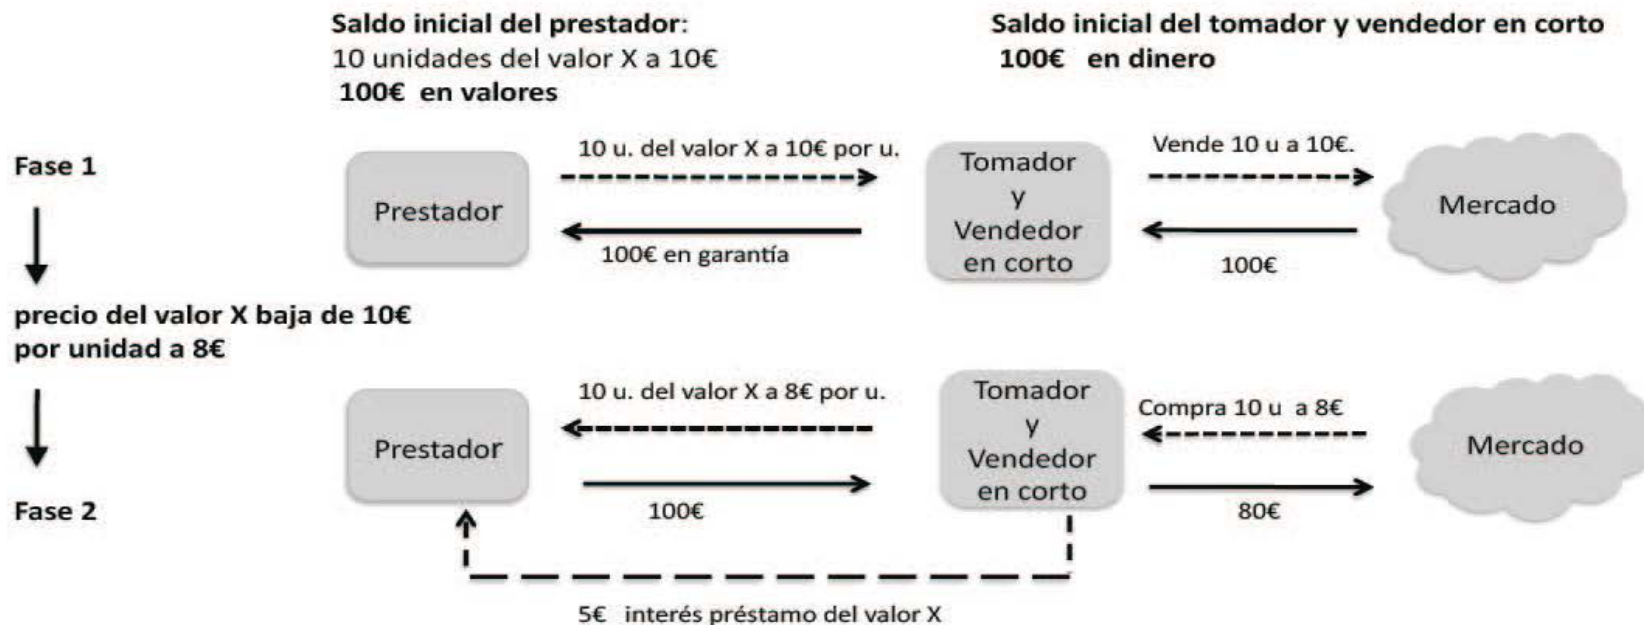 Saldo inicial del prestador:
10 unidades del valor X a 10€
100€ en valores
Saldo inicial del tomador y vendedor en corto
100€ en dinero
Fase 1
Prestador
10 u. del valor X a 10€ por u.
100€ en garantía
Tomador
y
Vendedor
en corto
Vende 10 u a 10€.
100€
Mercado
precio del valor X baja de 10€
por unidad a 8€
Fase 2
Prestador
10 u. del valor X a 8€ por u.
100€
Tomador
y
Vendedor
en corto
Compra 10 u a 8€
80€
Mercado
5€ interés préstamo del valor X